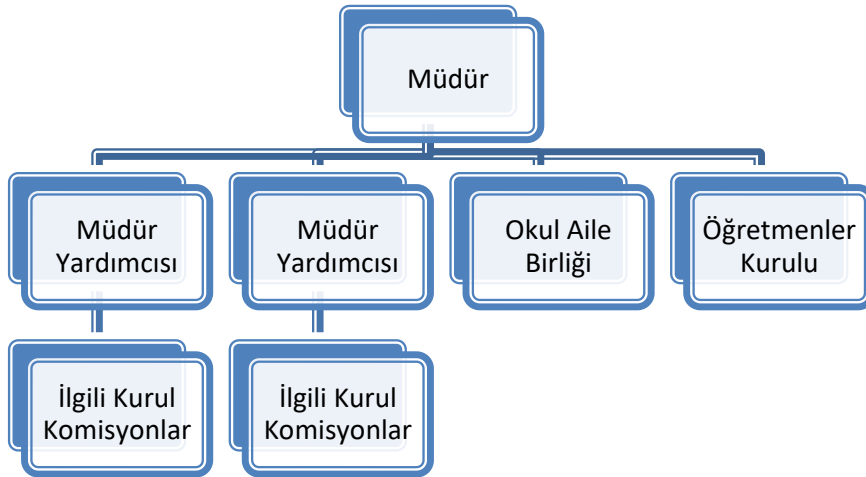 Müdür
Müdür
Yardımcısı
Müdür
Yardımcısı
Okul Aile
Birliği
Öğretmenler
Kurulu
İlgili Kurul
Komisyonlar
İlgili Kurul
Komisyonlar